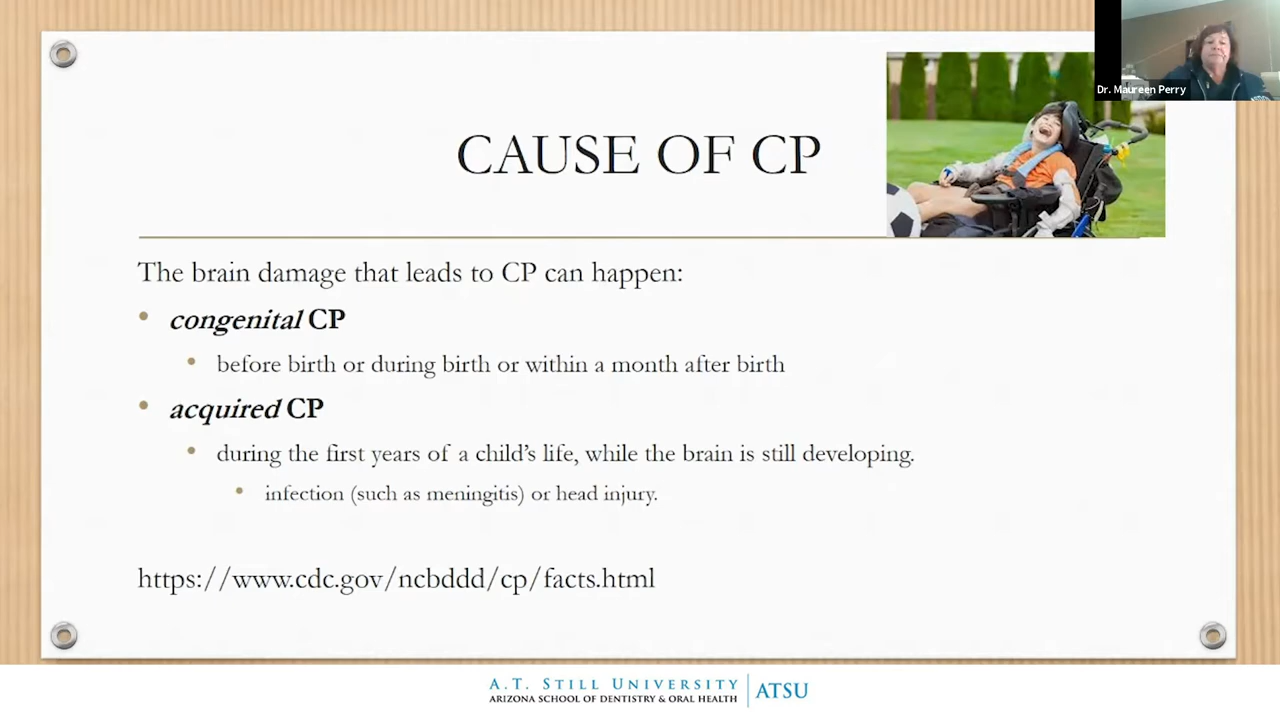 Dr. Maureen Perry
CAUSE OF CP
The brain damage that leads to CP can happen:
• congenital CP
• before birth or during birth or within a month after birth
• acquired CP
• during the first years of a child's life, while the brain is still developing.
• infection (such as meningitis) or head injury.
https://www.cdc.gov/ncbddd/cp/facts.html
A.T. STILL UNIVERSITY
ARIZONA SCHOOL OF DENTISTRY & ORAL HEALTH
ATSU